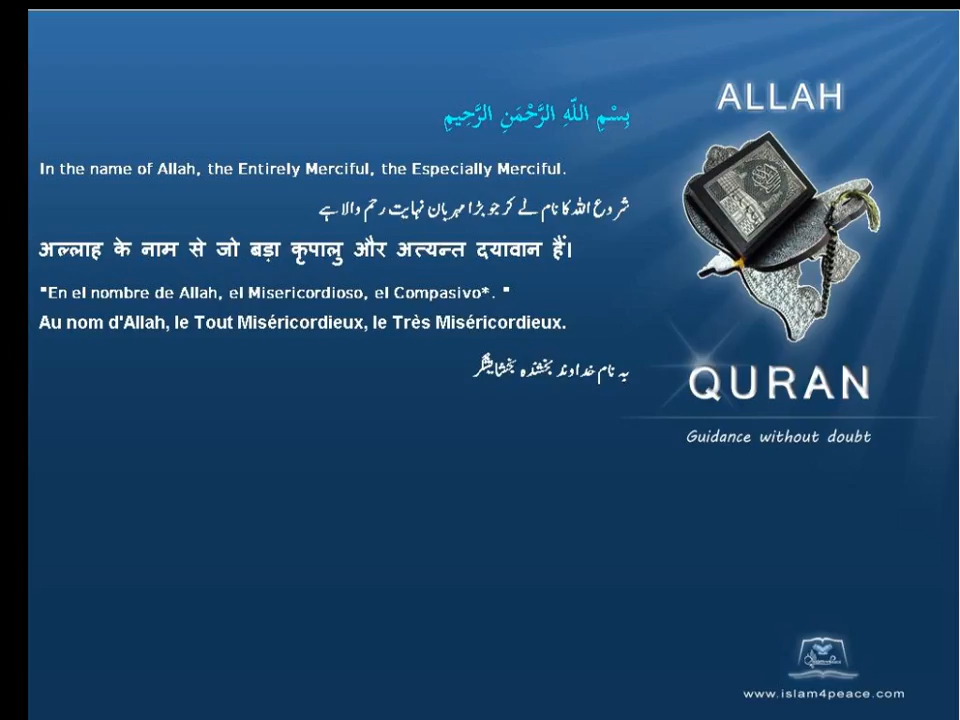 بِسْمِ اللَّهِ الرَّحْمَنِ الرَّحِيمِ
In the name of Allah, the Entirely Merciful, the Especially Merciful.
شروع الله کا نام لے کر جو بڑا مہربان نہایت رحم والا ہے
अल्लाह के नाम से जो बड़ा कृपालु और अत्यन्त दयावान हैं।
"En el nombre de Allah, el Misericordioso, el Compasivo*. "
Au nom d'Allah, le Tout Miséricordieux, le Très Miséricordieux.
به نام خداوند بخشنده بخشایشگر
ALLAH
QURAN
Guidance without doubt
www.islam4peace.com